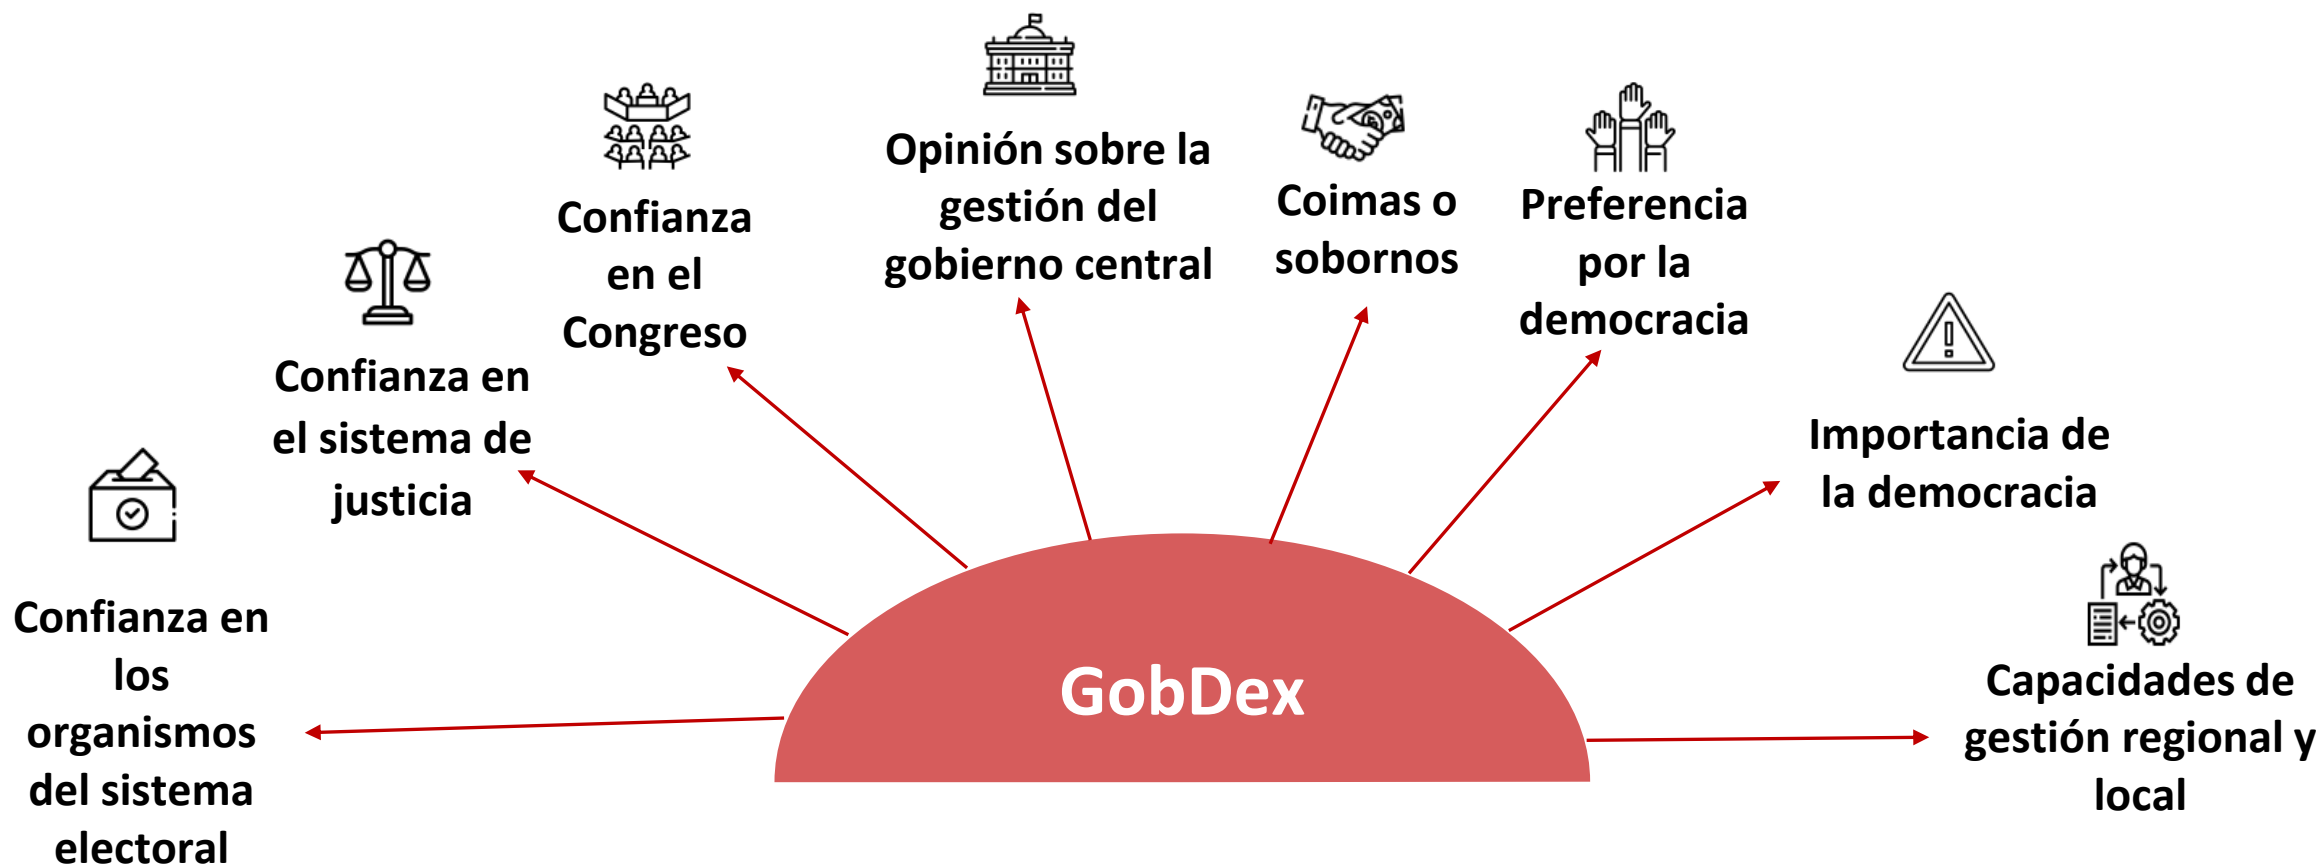 Confianza en
los
organismos
del sistema
electoral
Confianza en
el sistema de
justicia
Confianza
en el
Congreso
Opinión sobre la
gestión del
gobierno central
Coimas o
sobornos
Preferencia
por la
democracia
Importancia de
la democracia
Capacidades de
gestión regional y
local
GobDex